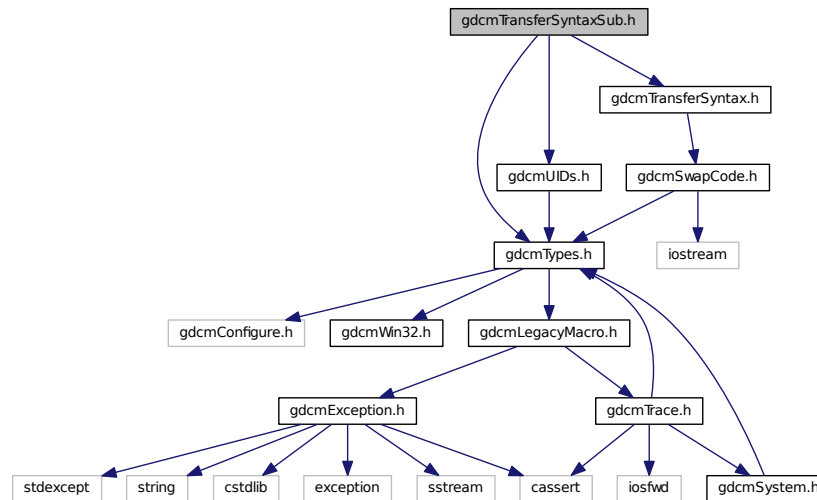 gdcmTransferSyntaxSub.h
gdcmTransferSyntax.h
gdcmUIDs.h
gdcmSwapCode.h
gdcmTypes.h
iostream
gdcmConfigure.h
gdcmWin32.h
gdcmLegacyMacro.h
gdcmException.h
gdcmTrace.h
stdexcept
string
cstdlib
exception
sstream
cassert
iosfwd
gdcmSystem.h